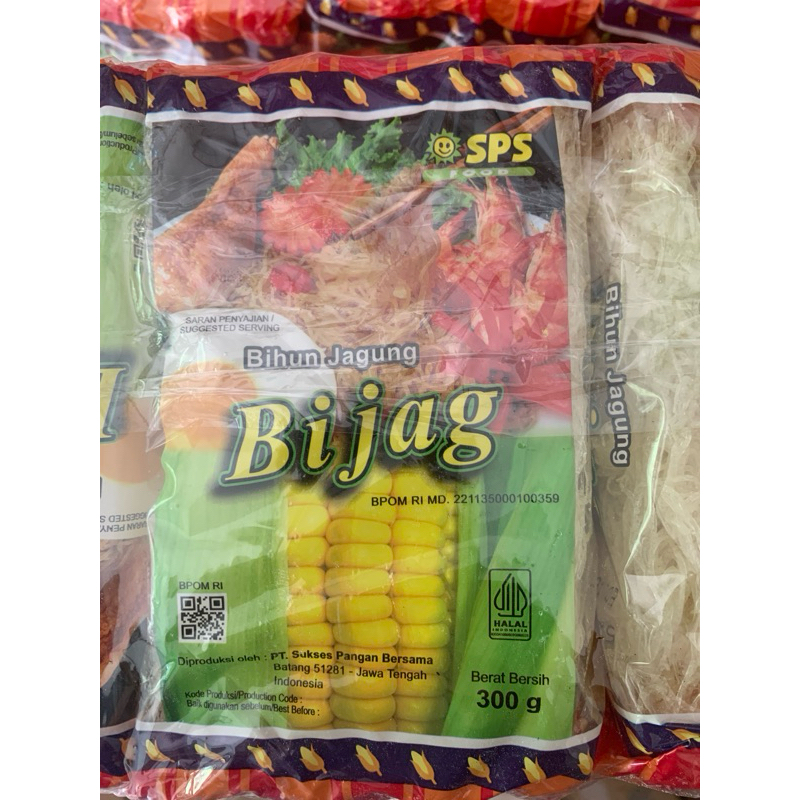 SPS
FOOD
SARAN PENYAJIAN /
SUGGESTED SERVING
Bihun Jagung
Bijag
BPOM RI MD. 221135000100359
BPOM RI
HALAL
INDONESIA
Diproduksi oleh : PT. Sukses Pangan Bersama
Batang 51281 - Jawa Tengah
Indonesia
Kode Produksi/Production Code :
Baik digunakan sebelum/Best Before :
Berat Bersih
300 g
Bihun Jagung